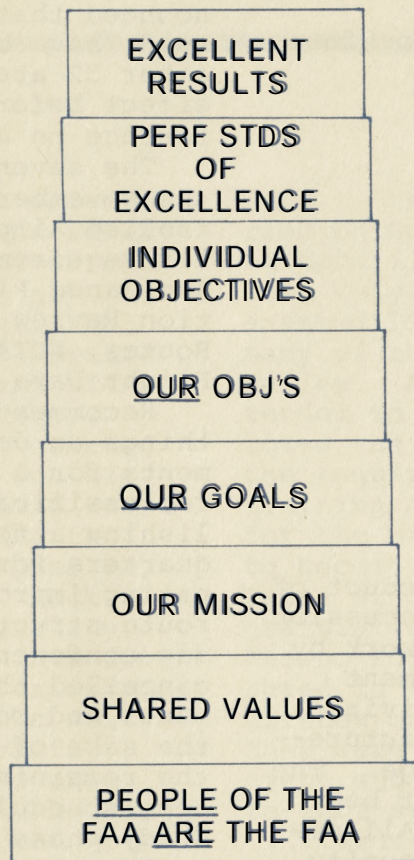 EXCELLENT
RESULTS
PERF STDS
OF
EXCELLENCE
INDIVIDUAL
OBJECTIVES
OUR OBJ'S
OUR GOALS
OUR MISSION
SHARED VALUES
PEOPLE OF THE
FAA ARE THE FAA